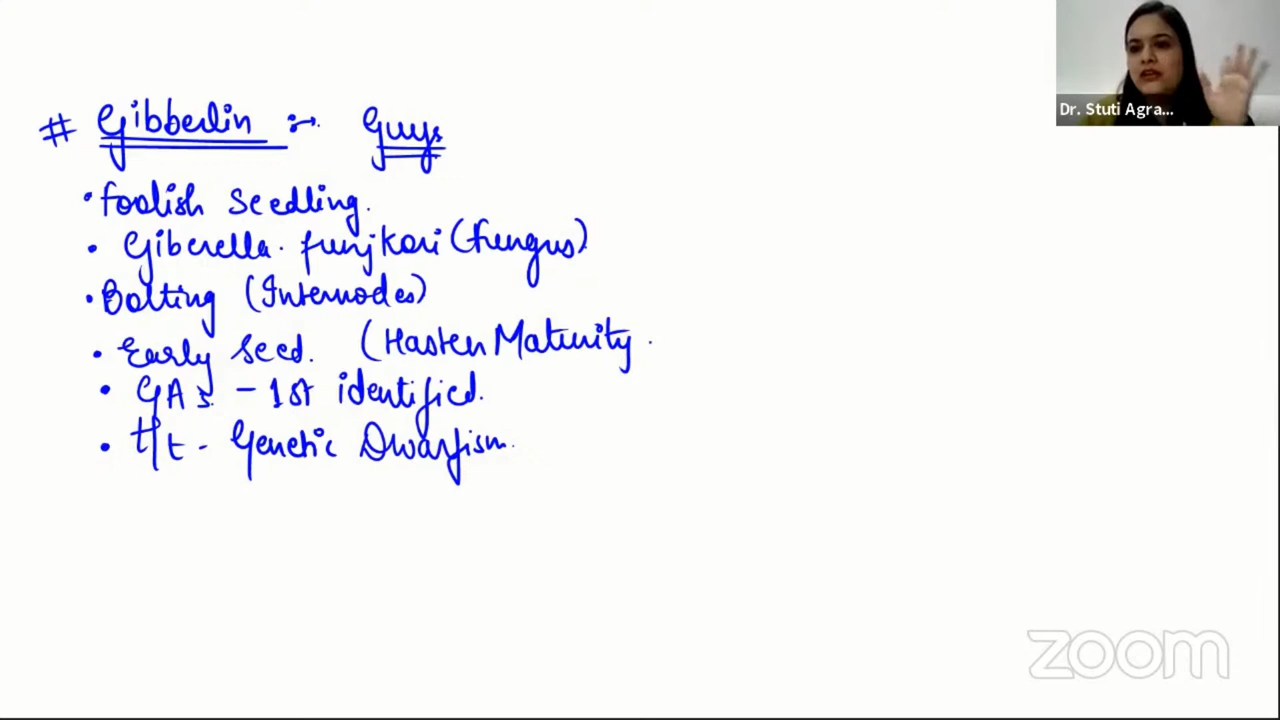 # Gibberlin :→ Guys
• Foolish Seedling.
• Giberella. funjkori (fungus)
• Bolting (Internodes)
• Early Seed. (Hasten Maturity.
• GA3 - 1st identified.
• t/t - Genetic Dwarfism.
Dr. Stuti Agra...
zoom